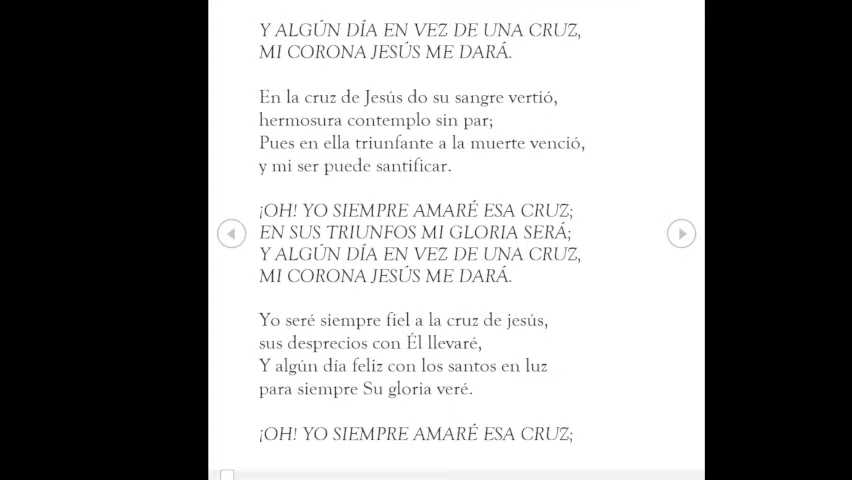 Y ALGÚN DÍA EN VEZ DE UNA CRUZ,
MI CORONA JESÚS ME DARÁ.
En la cruz de Jesús do su sangre vertió,
hermosura contemplo sin par;
Pues en ella triunfante a la muerte venció,
y mi ser puede santificar.
¡OH! YO SIEMPRE AMARÉ ESA CRUZ;
EN SUS TRIUNFOS MI GLORIA SERÁ;
Y ALGÚN DÍA EN VEZ DE UNA CRUZ,
MI CORONA JESÚS ME DARÁ.
Yo seré siempre fiel a la cruz de jesús,
sus desprecios con Él llevaré,
Y algún día feliz con los santos en luz
para siempre Su gloria veré.
¡OH! YO SIEMPRE AMARÉ ESA CRUZ;